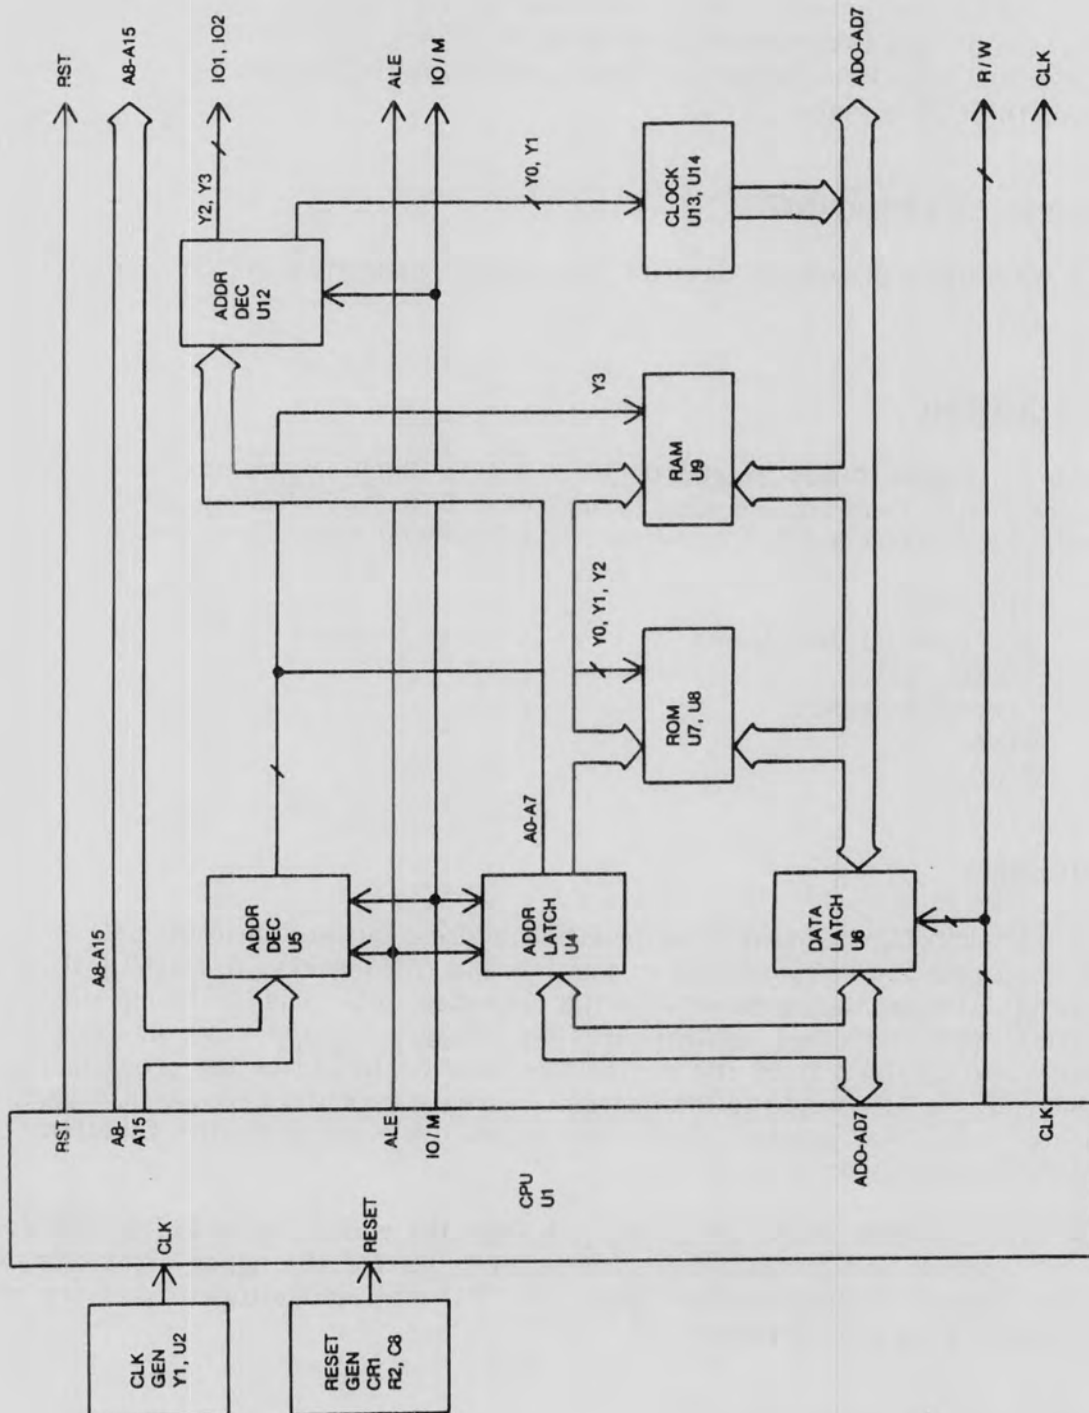 CLK
GEN
Y1, U2
CLK
RESET
GEN
CR1
R2, C8
RESET
CPU
U1
RST
A8-
A15
ALE
IO / M
ADO-AD7
CLK
A8-A15
ADDR
DEC
U5
ADDR
LATCH
U4
DATA
LATCH
U6
A0-A7
Y0, Y1, Y2
ROM
U7, U8
Y3
RAM
U9
ADDR
DEC
U12
Y2, Y3
Y0, Y1
CLOCK
U13, U14
RST
A8-A15
IO1, IO2
ALE
IO / M
ADO-AD7
R / W
CLK